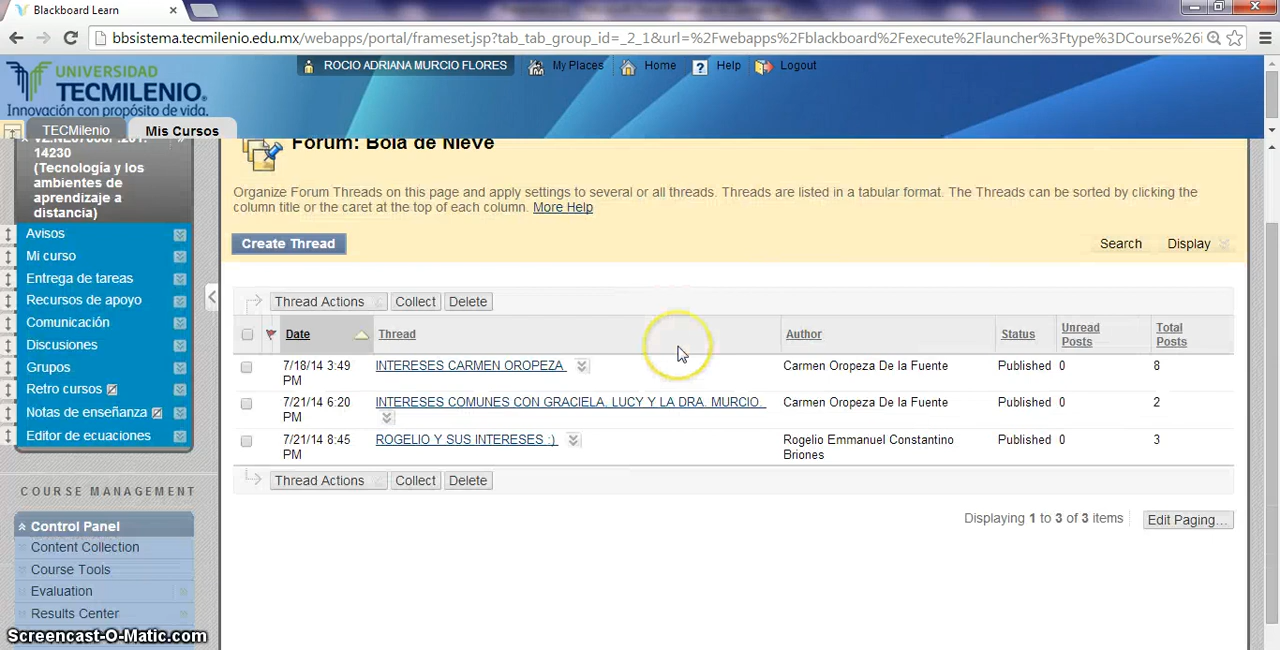 Blackboard Learn
bbsistema.tecmilenio.edu.mx/webapps/portal/frameset.jsp?tab_tab_group_id=_2_1&url=%2Fwebapps%2Fblackboard%2Fexecute%2Flauncher%3Ftype%3DCourse%26
UNIVERSIDAD
TECMILENIO
Innovación con propósito de vida.
ROCIO ADRIANA MURCIO FLORES
My Places
Home
Help
Logout
TECMilenio
Mis Cursos
14230
(Tecnología y los
ambientes de
aprendizaje a
distancia)
Avisos
Mi curso
Entrega de tareas
Recursos de apoyo
Comunicación
Discusiones
Grupos
Retro cursos
Notas de enseñanza
Editor de ecuaciones
COURSE MANAGEMENT
Control Panel
Content Collection
Course Tools
Evaluation
Results Center
Forum: Bola de Nieve
Organize Forum Threads on this page and apply settings to several or all threads. Threads are listed in a tabular format. The Threads can be sorted by clicking the
column title or the caret at the top of each column. More Help
Create Thread
Search
Display
Thread Actions Collect Delete
Date Thread Author Status Unread Posts Total Posts
7/18/14 3:49 PM INTERESES CARMEN OROPEZA Carmen Oropeza De la Fuente Published 0 8
7/21/14 6:20 PM INTERESES COMUNES CON GRACIELA, LUCY Y LA DRA. MURCIO Carmen Oropeza De la Fuente Published 0 2
7/21/14 8:45 PM ROGELIO Y SUS INTERESES :) Rogelio Emmanuel Constantino Briones Published 0 3
Thread Actions Collect Delete
Displaying 1 to 3 of 3 items
Edit Paging...
Screencast-O-Matic.com